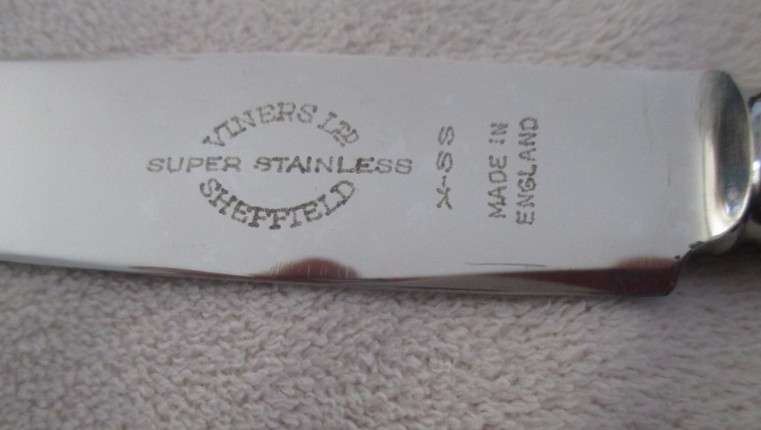 VINERS LTD
SUPER STAINLESS
SHEFFIELD
X-SS
MADE IN
ENGLAND